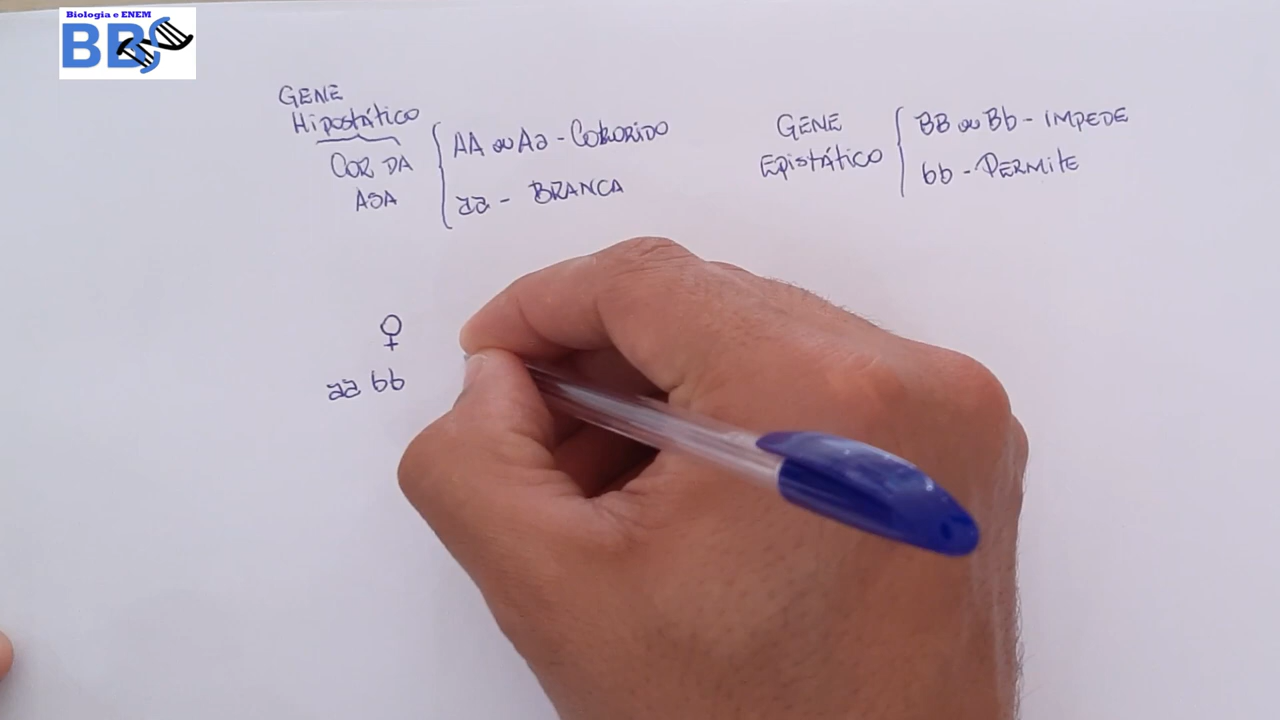 Biologia e ENEM
BBS
GENE
Hipostático
COR DA
ASA
AA ou Aa - COLORIDO
aa - BRANCA
GENE
Epistático
BB ou Bb - IMPEDE
bb - PERMITE
♀
aa bb